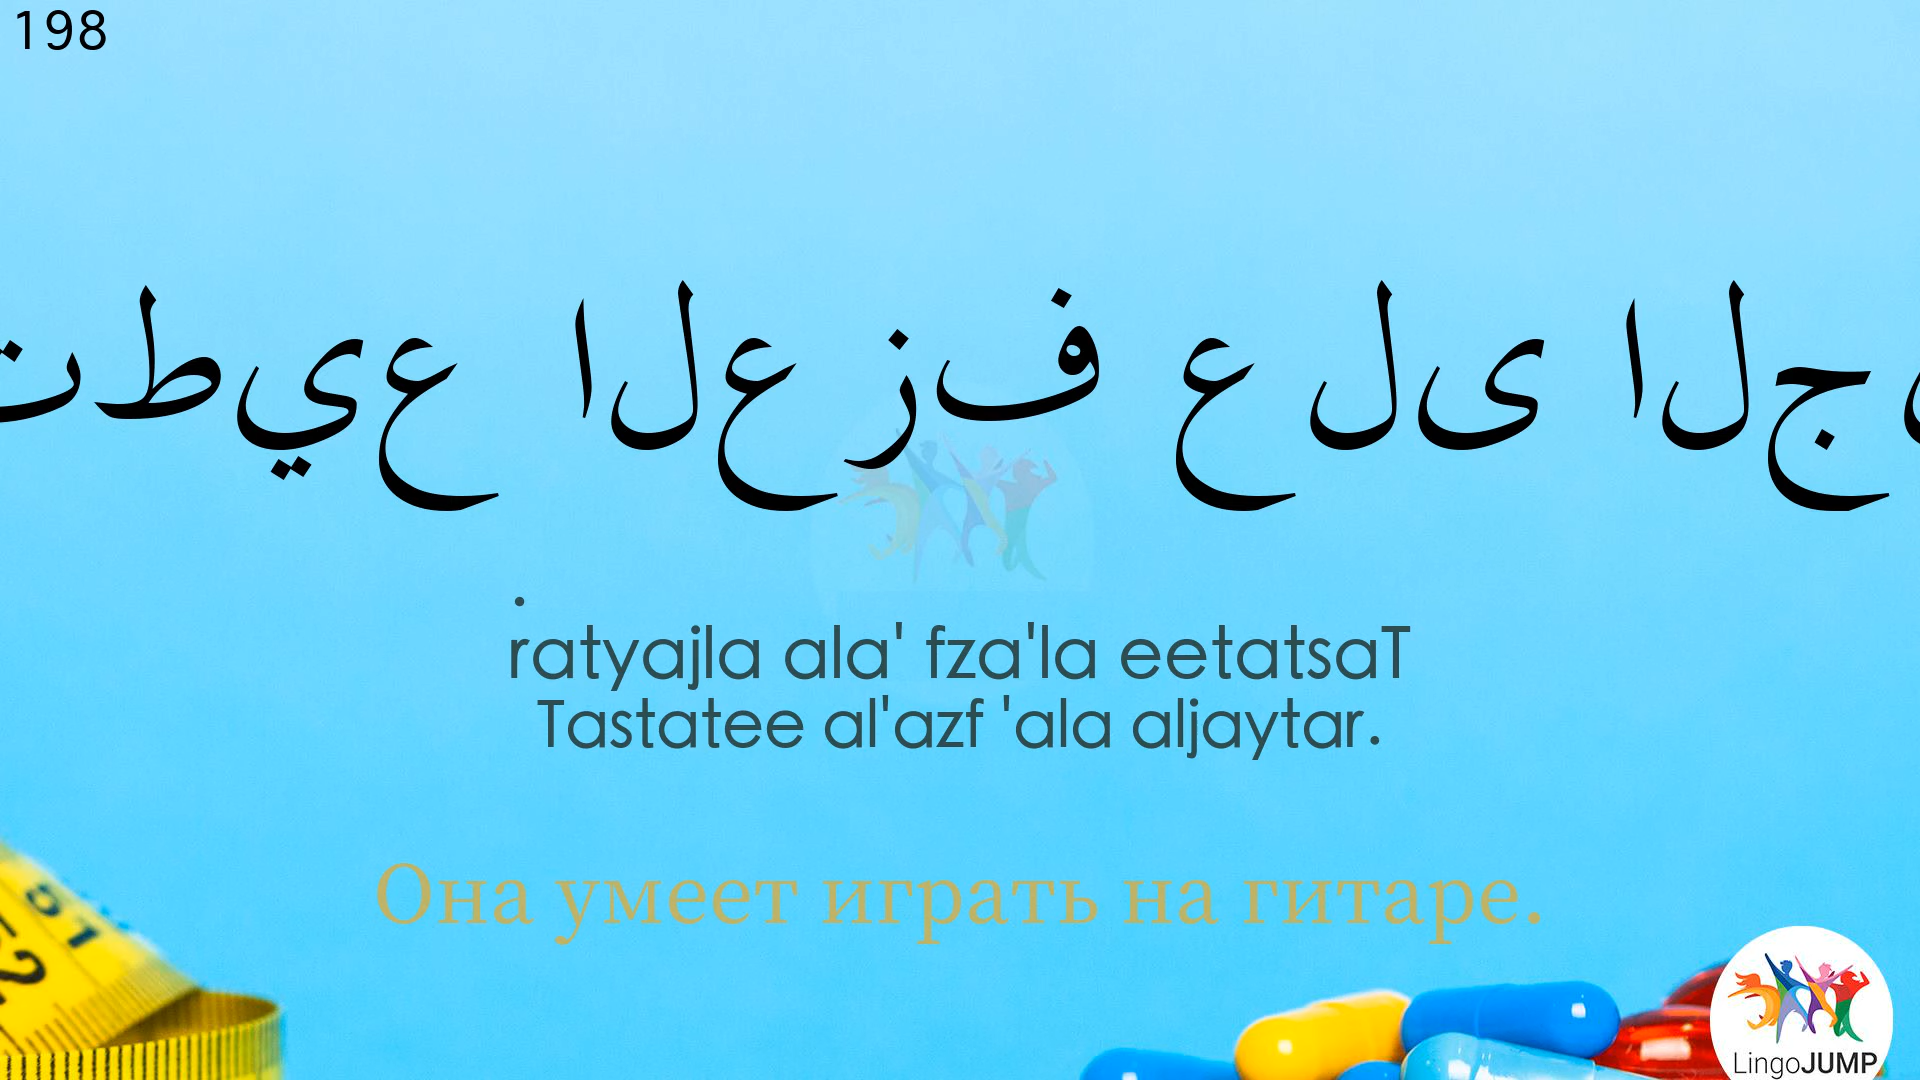 198
تطيع العزف على الج
.
ratyajla ala' fza'la eetatsaT
Tastatee al'azf 'ala aljaytar.
Она умеет играть на гитаре.
LingoJUMP